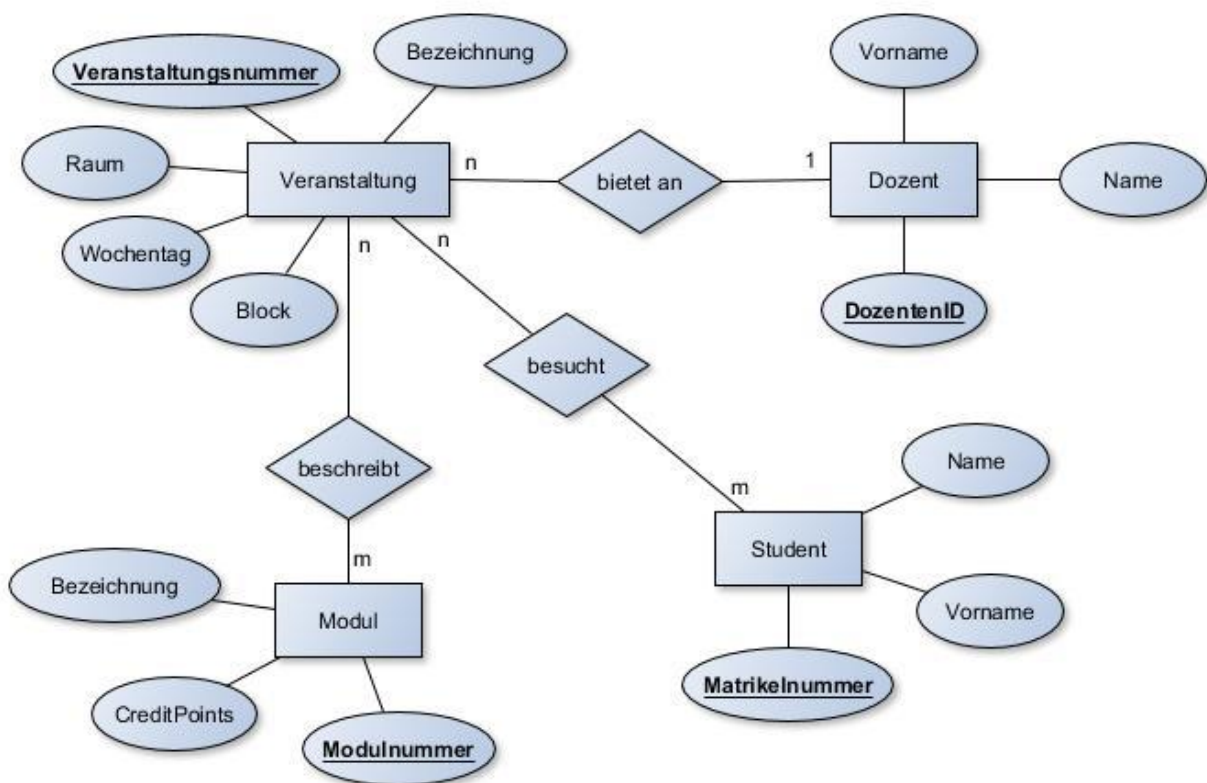 Veranstaltungsnummer
Bezeichnung
Vorname
Raum
Veranstaltung
n
bietet an
1
Dozent
Name
Wochentag
Block
n
n
DozentenID
besucht
beschreibt
m
Name
Student
Bezeichnung
m
Modul
Vorname
CreditPoints
Matrikelnummer
Modulnummer